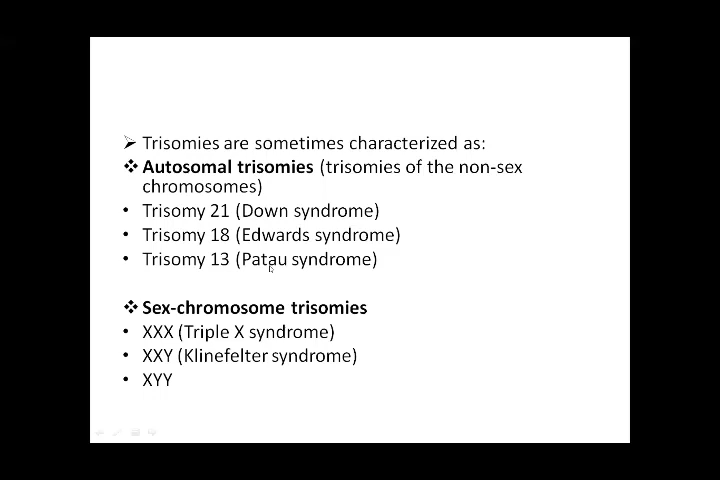 ➢ Trisomies are sometimes characterized as:
❖ Autosomal trisomies (trisomies of the non-sex
chromosomes)
• Trisomy 21 (Down syndrome)
• Trisomy 18 (Edwards syndrome)
• Trisomy 13 (Patau syndrome)
❖ Sex-chromosome trisomies
• XXX (Triple X syndrome)
• XXY (Klinefelter syndrome)
• XYY